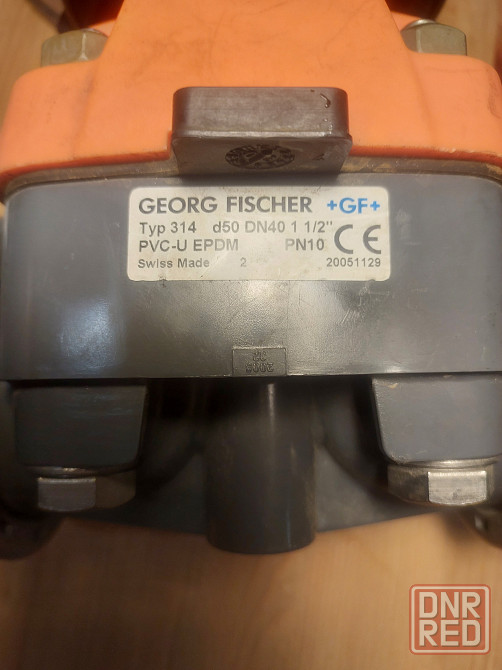 GEORG FISCHER +GF+
Typ 314 d50 DN40 1 1/2"
PVC-U EPDM PN10 CE
Swiss Made 2 20051129
DNR
RED